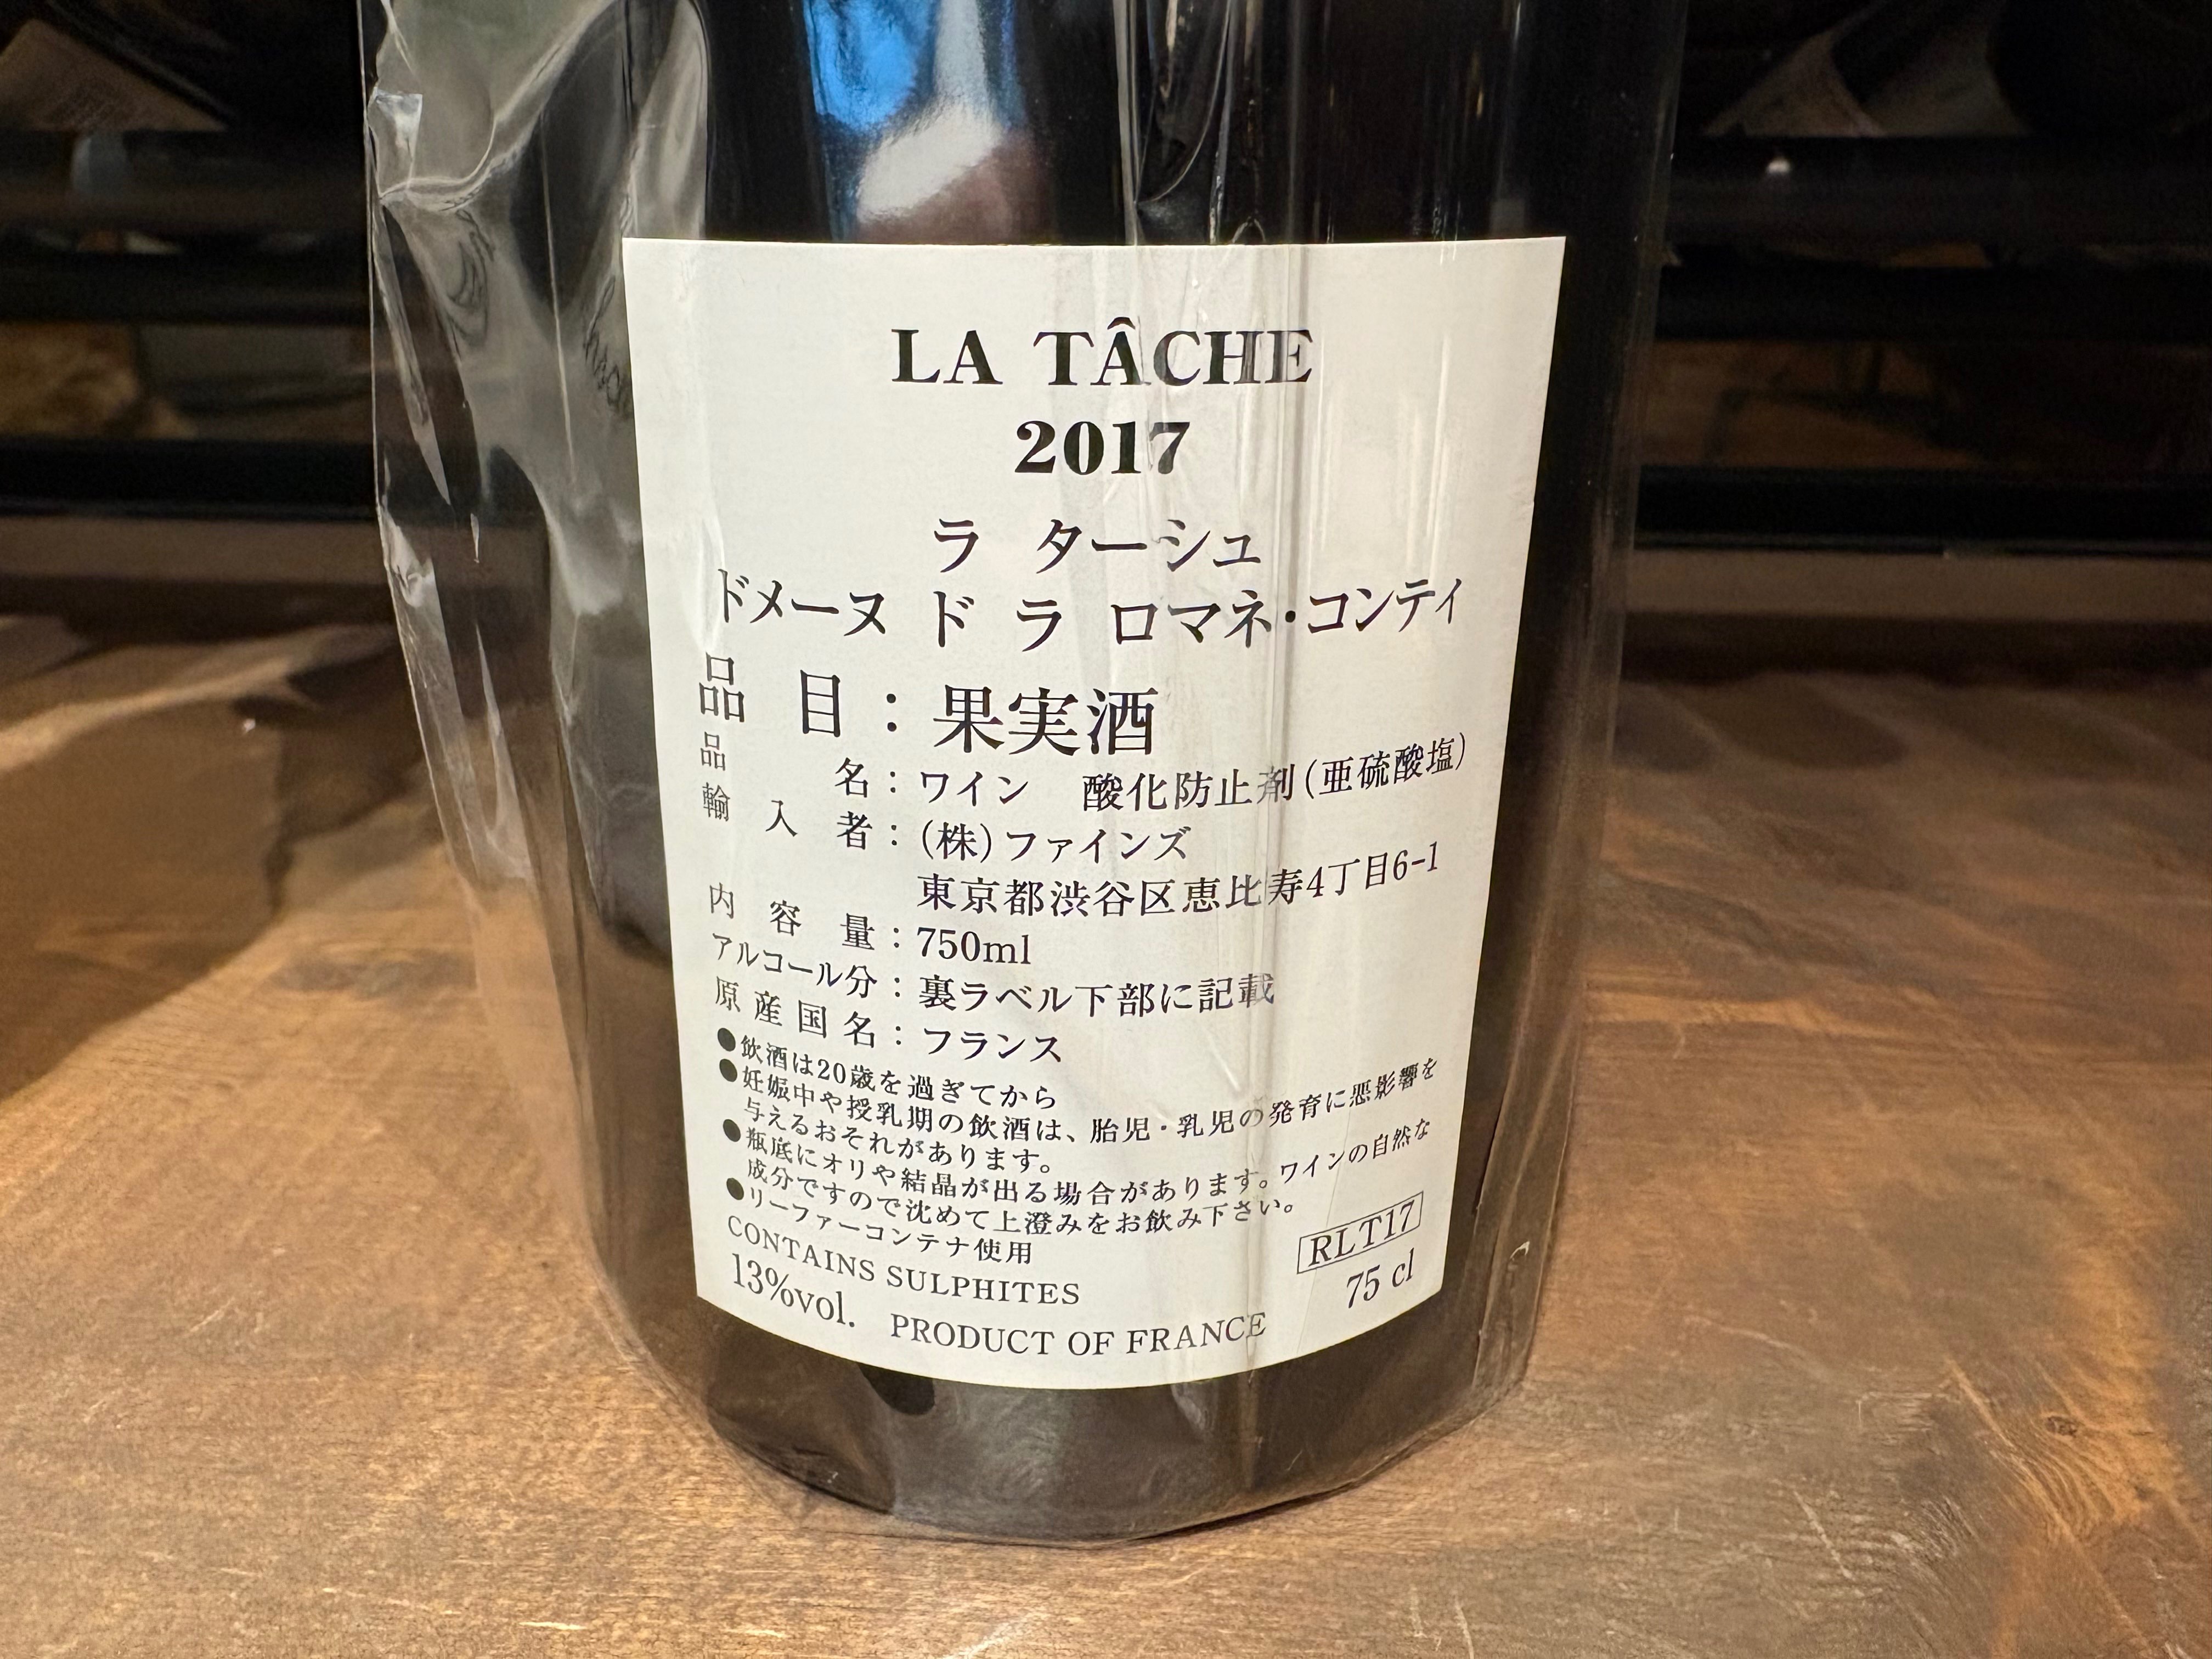 LA TÂCHE
2017
ラ ターシュ
ドメーヌ ド ラ ロマネ・コンティ
品目：果実酒
品名：ワイン 酸化防止剤(亜硫酸塩)
輸入者：(株)ファインズ
東京都渋谷区恵比寿4丁目6-1
内容量：750ml
アルコール分：裏ラベル下部に記載
原産国名：フランス
●飲酒は20歳を過ぎてから
●妊娠中や授乳期の飲酒は、胎児・乳児の発育に悪影響を
与えるおそれがあります。
●瓶底にオリや結晶が出る場合があります。ワインの自然な
成分ですので沈めて上澄みをお飲み下さい。
●リーファーコンテナ使用
RLT17
CONTAINS SULPHITES
75 cl
13%vol.
PRODUCT OF FRANCE